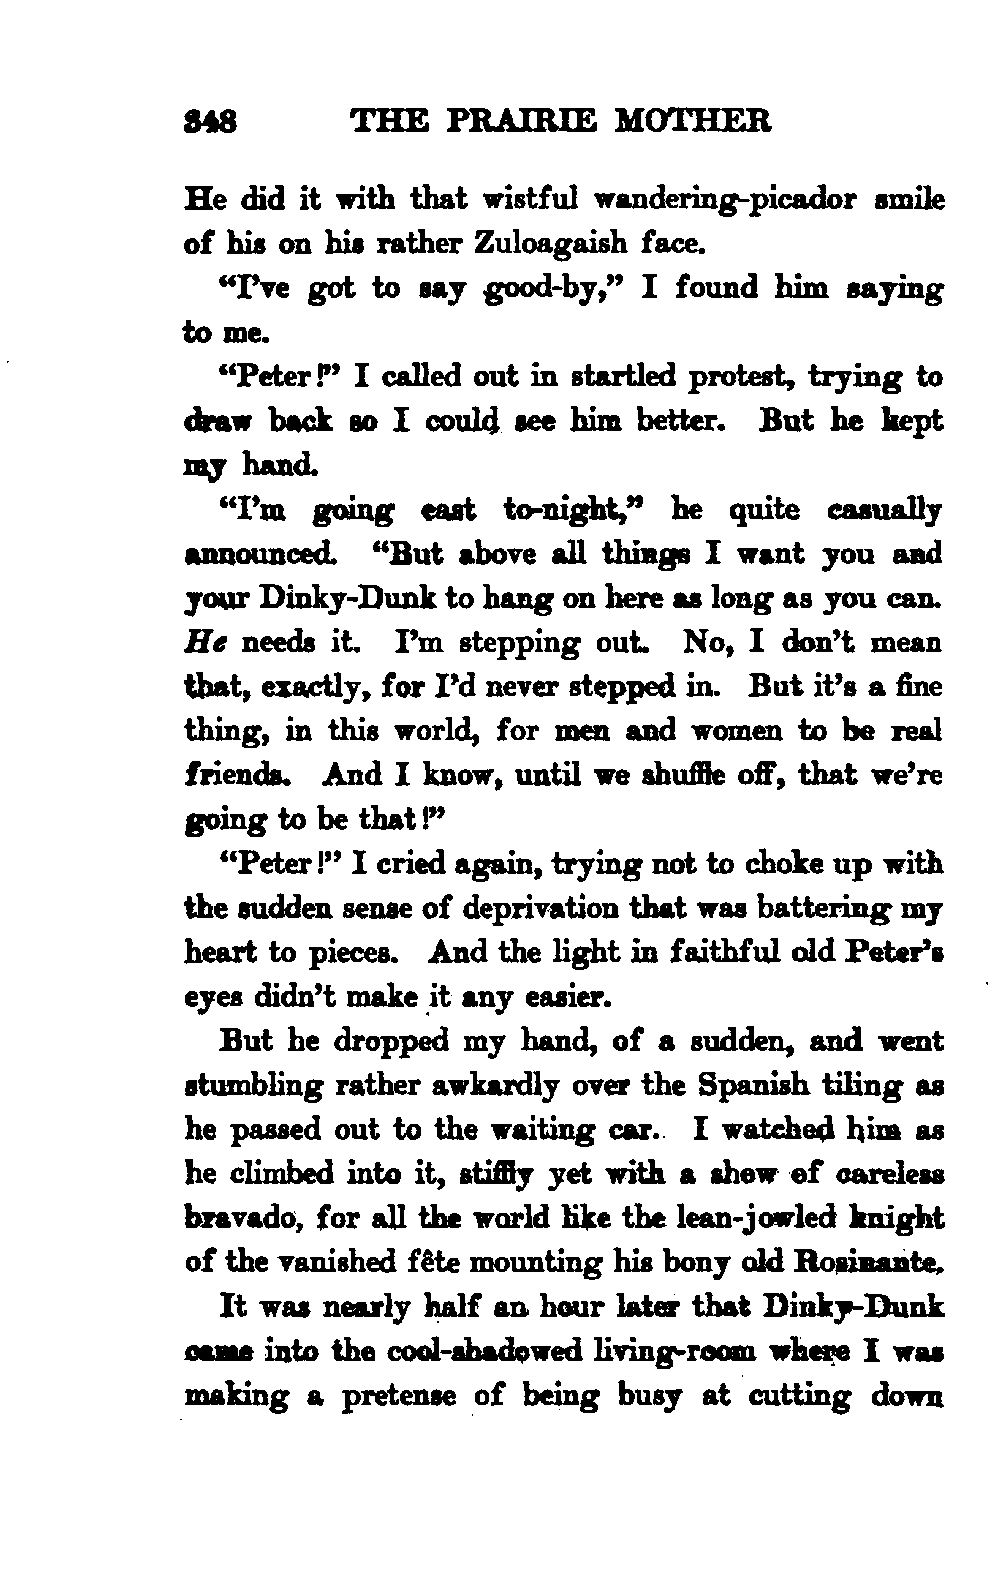 348 THE PRAIRIE MOTHER
He did it with that wistful wandering-picador smile
of his on his rather Zuloagaish face.
“I’ve got to say good-by,” I found him saying
to me.
“Peter!” I called out in startled protest, trying to
draw back so I could see him better. But he kept
my hand.
“I’m going east to-night,” he quite casually
announced. “But above all things I want you and
your Dinky-Dunk to hang on here as long as you can.
He needs it. I’m stepping out. No, I don’t mean
that, exactly, for I’d never stepped in. But it’s a fine
thing, in this world, for men and women to be real
friends. And I know, until we shuffle off, that we’re
going to be that!”
“Peter!” I cried again, trying not to choke up with
the sudden sense of deprivation that was battering my
heart to pieces. And the light in faithful old Peter’s
eyes didn’t make it any easier.
But he dropped my hand, of a sudden, and went
stumbling rather awkardly over the Spanish tiling as
he passed out to the waiting car. I watched him as
he climbed into it, stiffly yet with a show of careless
bravado, for all the world like the lean-jowled knight
of the vanished fête mounting his bony old Rosinante.
It was nearly half an hour later that Dinky-Dunk
came into the cool-shadowed living-room where I was
making a pretense of being busy at cutting down